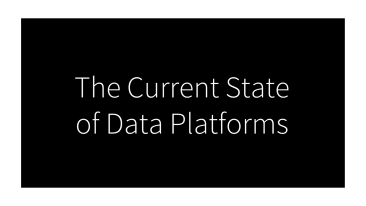 The Current State
of Data Platforms